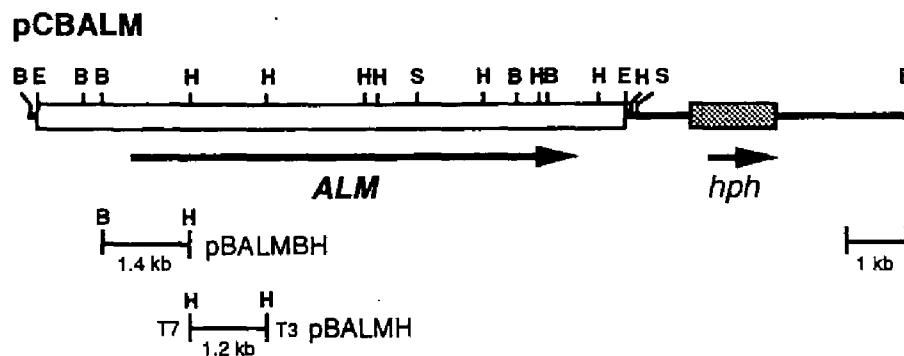 pCBALM
B E B B H H H H S H B H B H E H S
ALM
hph
B H pBALMBH
1.4 kb
1 kb
H H
T7 T3 pBALMH
1.2 kb